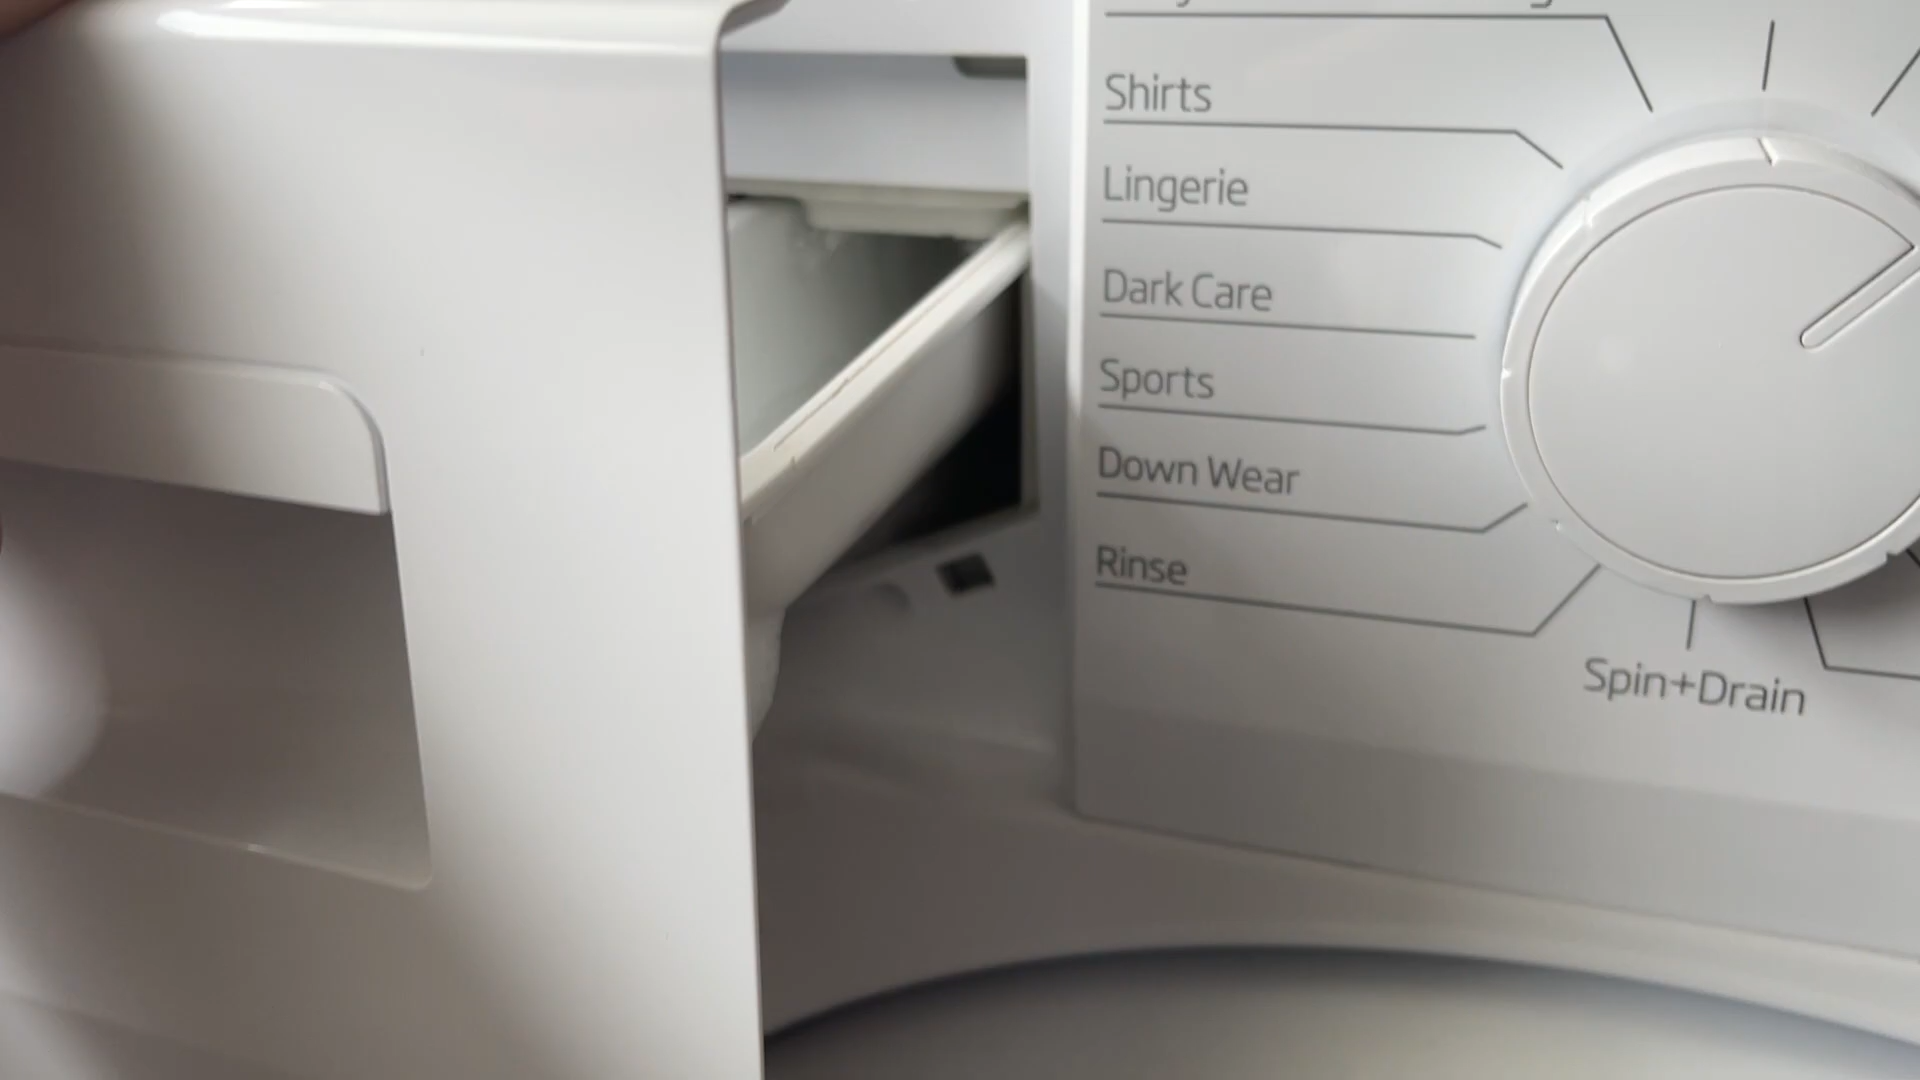 Shirts
Lingerie
Dark Care
Sports
Down Wear
Rinse
Spin+Drain